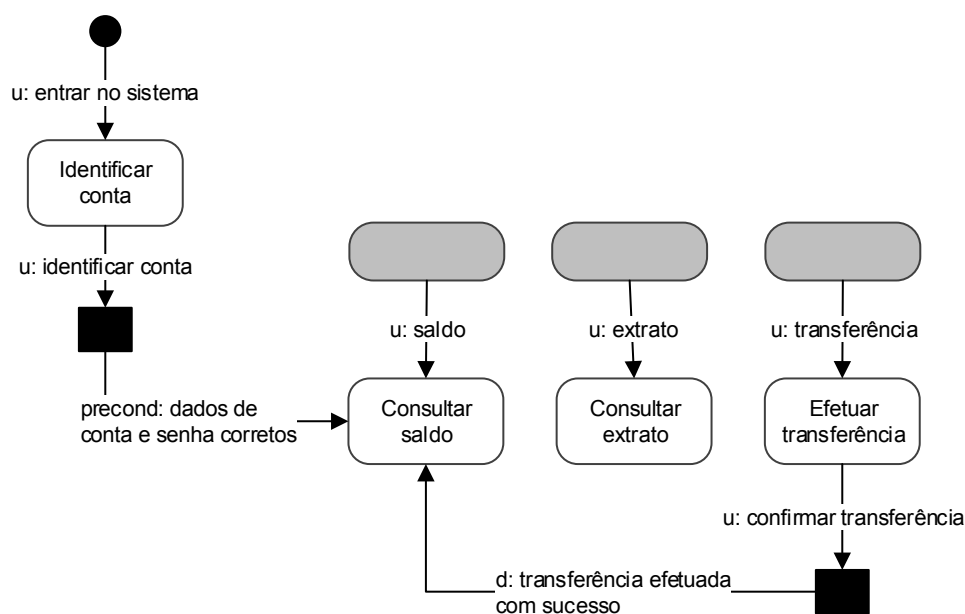 u: entrar no sistema
Identificar
conta
u: identificar conta
u: saldo
u: extrato
u: transferência
precond: dados de
conta e senha corretos
Consultar
saldo
Consultar
extrato
Efetuar
transferência
u: confirmar transferência
d: transferência efetuada
com sucesso